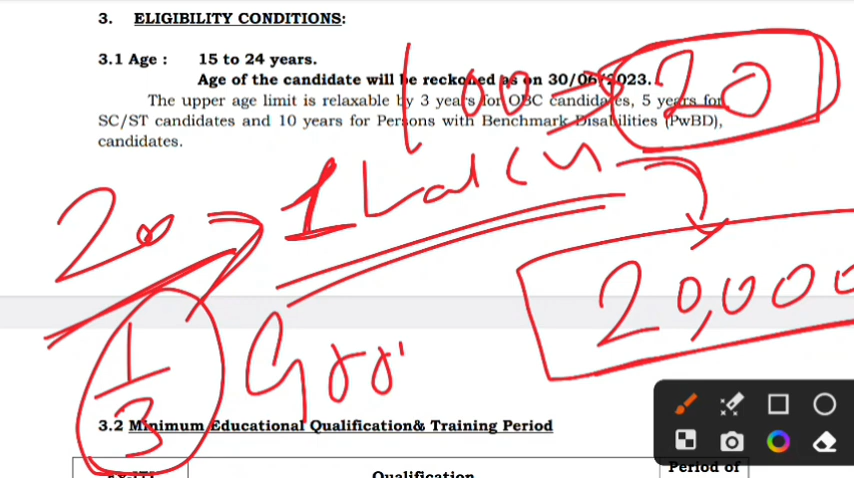 3. ELIGIBILITY CONDITIONS:
3.1 Age : 15 to 24 years.
Age of the candidate will be reckoned as on 30/06/2023.
The upper age limit is relaxable by 3 years for OBC candidates, 5 years for
SC/ST candidates and 10 years for Persons with Benchmark Disabilities (PwBD),
candidates.
100 20
20 1
20,000
1
3
3.2 Minimum Educational Qualification& Training Period
Qualification
Period of